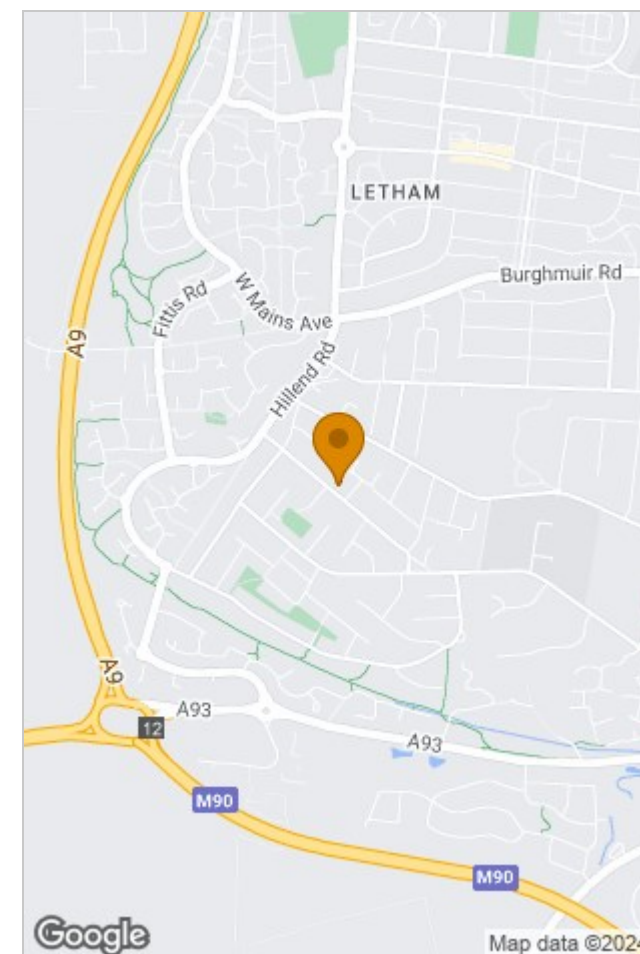 LETHAM
Burghmuir Rd
Fittis Rd
W Mains Ave
A9
Hillend Rd
A9
A93
12
A93
M90
M90
Google
Map data ©2024